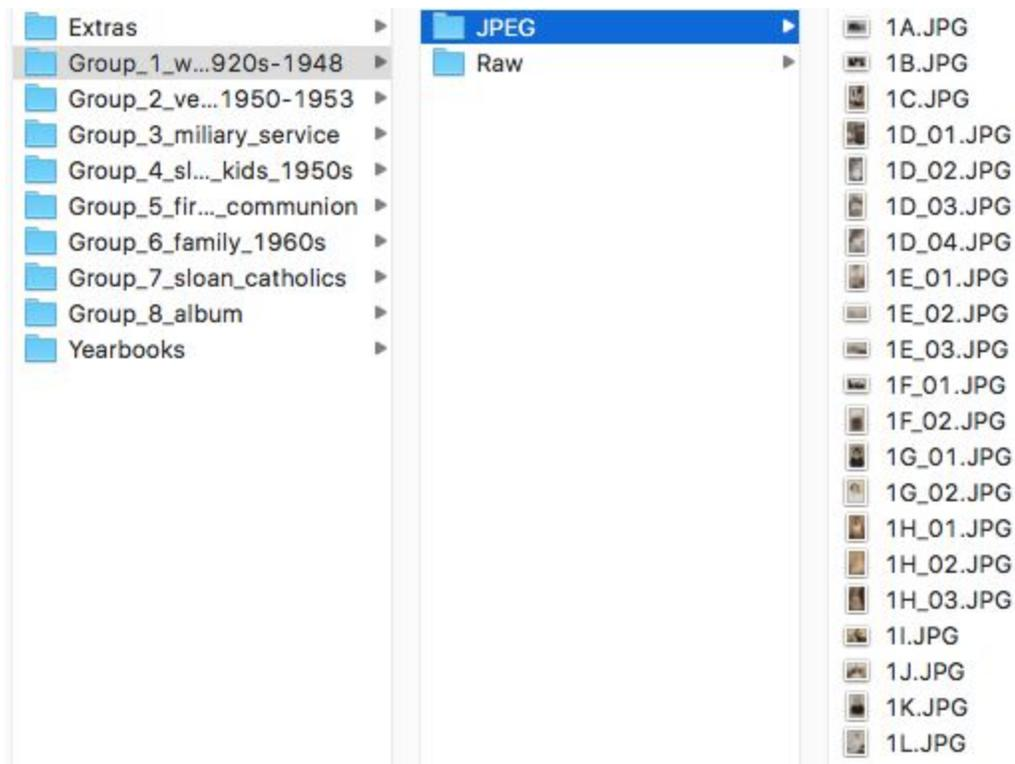 Extras
Group_1_w...920s-1948
Group_2_ve...1950-1953
Group_3_miliary_service
Group_4_sl..._kids_1950s
Group_5_fir..._communion
Group_6_family_1960s
Group_7_sloan_catholics
Group_8_album
Yearbooks
JPEG
Raw
1A.JPG
1B.JPG
1C.JPG
1D_01.JPG
1D_02.JPG
1D_03.JPG
1D_04.JPG
1E_01.JPG
1E_02.JPG
1E_03.JPG
1F_01.JPG
1F_02.JPG
1G_01.JPG
1G_02.JPG
1H_01.JPG
1H_02.JPG
1H_03.JPG
1I.JPG
1J.JPG
1K.JPG
1L.JPG